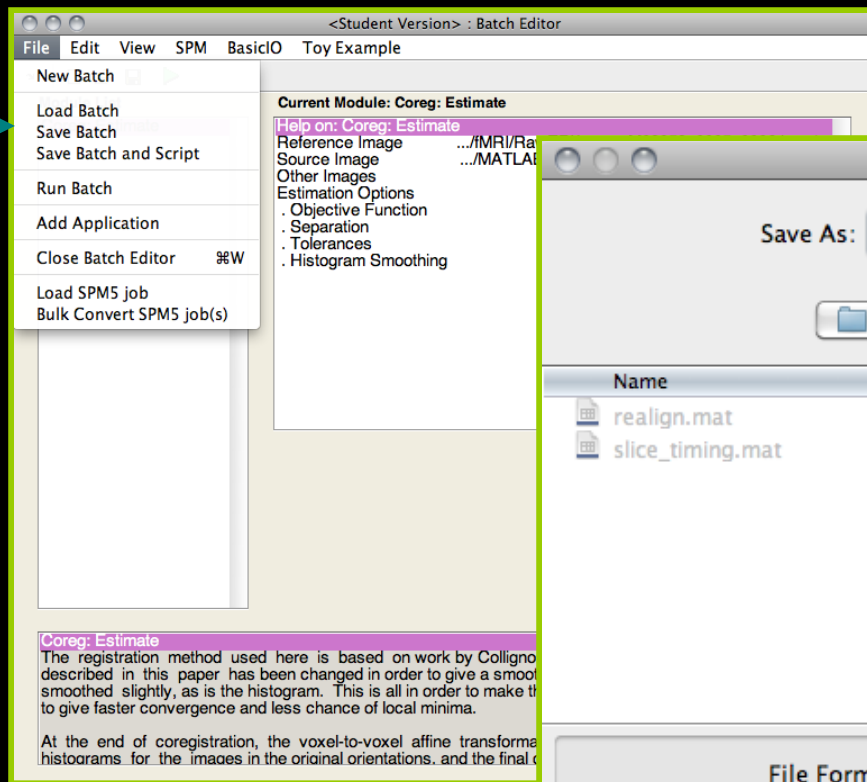 <Student Version> : Batch Editor
File Edit View SPM BasicIO Toy Example
New Batch
Load Batch
Save Batch
Save Batch and Script
Run Batch
Add Application
Close Batch Editor ⌘W
Load SPM5 job
Bulk Convert SPM5 job(s)
Current Module: Coreg: Estimate
Help on: Coreg: Estimate
Reference Image .../fMRI/Ra
Source Image .../MATLA
Other Images
Estimation Options
. Objective Function
. Separation
. Tolerances
. Histogram Smoothing
Save As:
Name
realign.mat
slice_timing.mat
Coreg: Estimate
The registration method used here is based on work by Colligno
described in this paper has been changed in order to give a smoot
smoothed slightly, as is the histogram. This is all in order to make th
to give faster convergence and less chance of local minima.
At the end of coregistration, the voxel-to-voxel affine transforma
histograms for the images in the original orientations, and the final
File Form